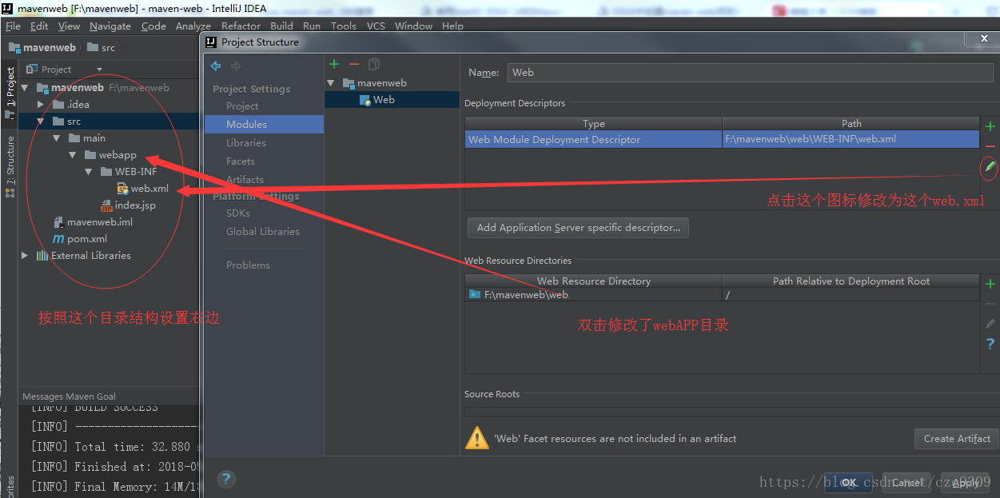 mavenweb [F:\mavenweb] - maven-web - IntelliJ IDEA
File Edit View Navigate Code Analyze Refactor Build Run Tools VCS Window Help
mavenweb src
Project Structure
1: Project
7: Structure
Project
mavenweb F:\mavenweb
.idea
src
main
webapp
WEB-INF
web.xml
index.jsp
mavenweb.iml
pom.xml
External Libraries
按照这个目录结构设置右边
Messages Maven Goal
[INFO] BUILD SUCCESS
[INFO] --------------------
[INFO] Total time: 32.880 s
[INFO] Finished at: 2018-05
[INFO] Final Memory: 14M/18
Project Settings
Project
Modules
Libraries
Facets
Artifacts
Platform Settings
SDKs
Global Libraries
Problems
mavenweb
Web
Name: Web
Deployment Descriptors
Type Path
Web Module Deployment Descriptor F:\mavenweb\web\WEB-INF\web.xml
点击这个图标修改为这个web.xml
Add Application Server specific descriptor...
Web Resource Directories
Web Resource Directory Path Relative to Deployment Root
F:\mavenweb\web /
双击修改了webAPP目录
Source Roots
'Web' Facet resources are not included in an artifact
Create Artifact
OK Cancel Apply
https://blog.csdn.net/czc9309